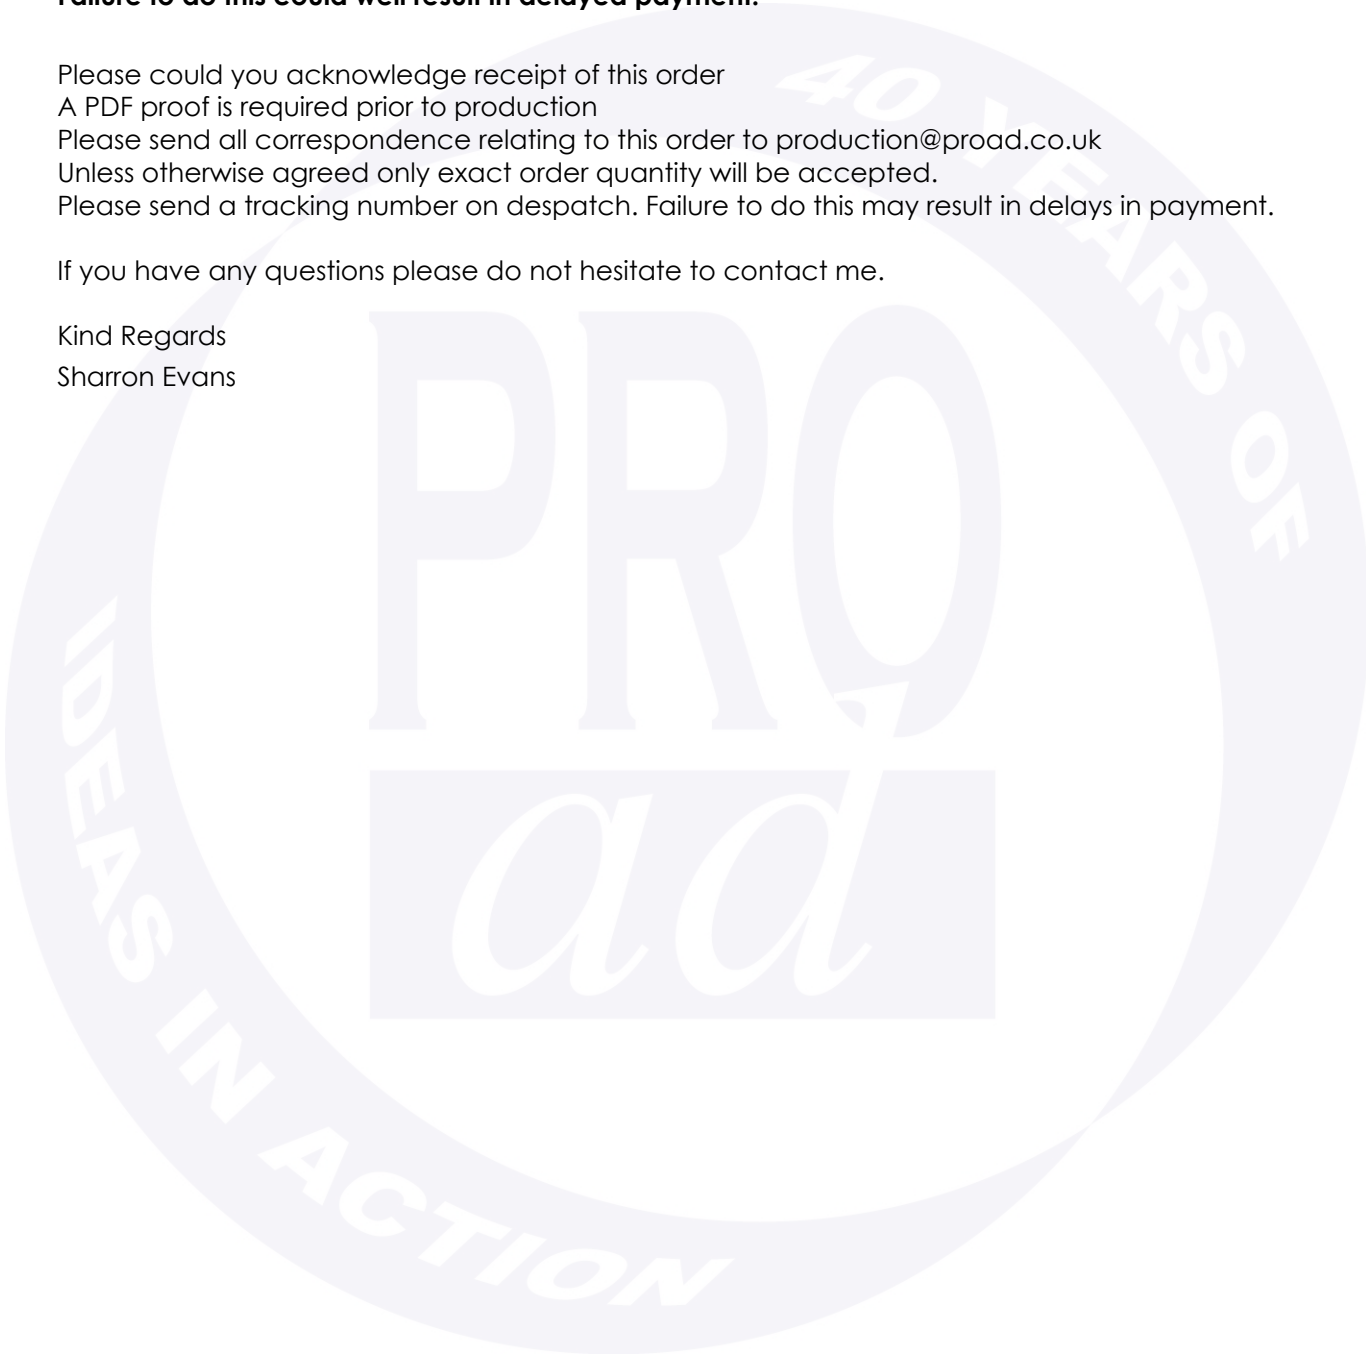 Failure to do this could well result in delayed payment.
Please could you acknowledge receipt of this order
A PDF proof is required prior to production
Please send all correspondence relating to this order to production@proad.co.uk
Unless otherwise agreed only exact order quantity will be accepted.
Please send a tracking number on despatch. Failure to do this may result in delays in payment.
If you have any questions please do not hesitate to contact me.
Kind Regards
Sharron Evans
40 YEARS OF
IDEAS IN ACTION
PRO
ad